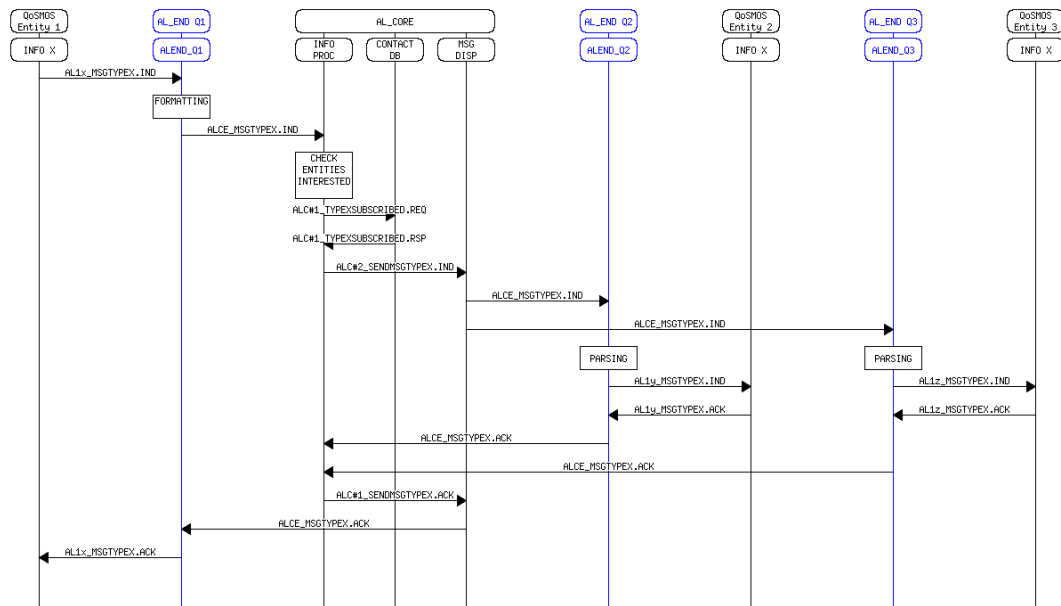 QoSMOS
Entity 1
AL_END Q1
AL_CORE
AL_END Q2
QoSMOS
Entity 2
AL_END Q3
QoSMOS
Entity 3
INFO X
ALEND_Q1
INFO
PROC
CONTACT
DB
MSG
DISP
ALEND_Q2
INFO X
ALEND_Q3
INFO X
AL1x_MSGTYPEX.IND
FORMATTING
ALCE_MSGTYPEX.IND
CHECK
ENTITIES
INTERESTED
ALC#1_TYPEXSUBSCRIBED.REQ
ALC#1_TYPEXSUBSCRIBED.RSP
ALC#2_SENDMSGTYPEX.IND
ALCE_MSGTYPEX.IND
ALCE_MSGTYPEX.IND
PARSING
PARSING
AL1y_MSGTYPEX.IND
AL1z_MSGTYPEX.IND
AL1y_MSGTYPEX.ACK
AL1z_MSGTYPEX.ACK
ALCE_MSGTYPEX.ACK
ALCE_MSGTYPEX.ACK
ALC#1_SENDMSGTYPEX.ACK
ALCE_MSGTYPEX.ACK
AL1x_MSGTYPEX.ACK